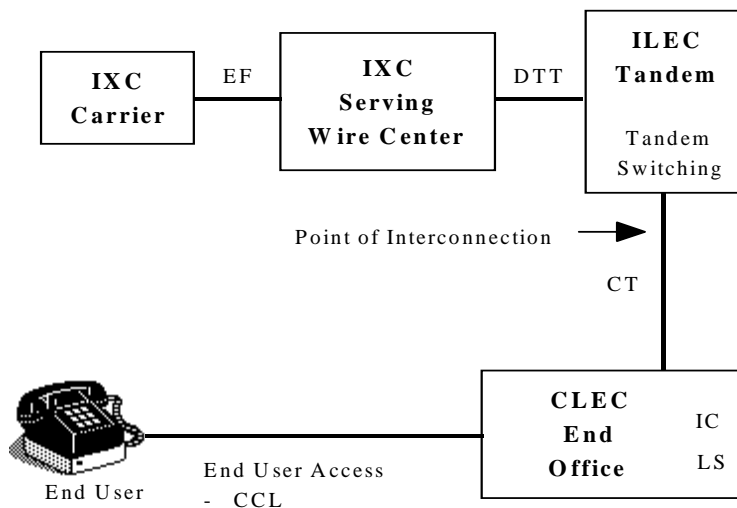 IXC
Carrier
EF
IXC
Serving
Wire Center
DTT
ILEC
Tandem
Tandem
Switching
Point of Interconnection
CT
CLEC
End
Office
IC
LS
End User
End User Access
- CCL